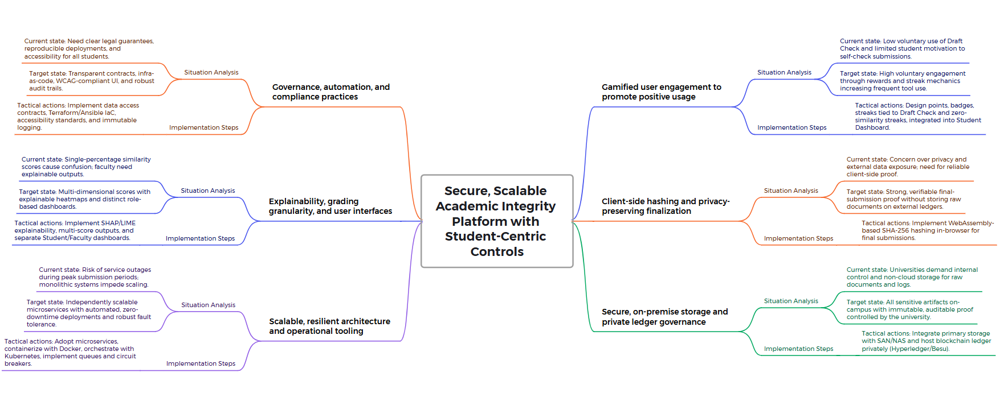 Secure, Scalable
Academic Integrity
Platform with
Student-Centric
Controls
Gamified user engagement to
promote positive usage
Situation Analysis
Current state: Low voluntary use of Draft
Check and limited student motivation to
self-check submissions.
Target state: High voluntary engagement
through rewards and streak mechanics
increasing frequent tool use.
Implementation Steps
Tactical actions: Design points, badges,
streaks tied to Draft Check and zero-
similarity streaks, integrated into Student
Dashboard.
Client-side hashing and privacy-
preserving finalization
Situation Analysis
Current state: Concern over privacy and
external data exposure; need for reliable
client-side proof.
Target state: Strong, verifiable final-
submission proof without storing raw
documents on external ledgers.
Implementation Steps
Tactical actions: Implement WebAssembly-
based SHA-256 hashing in-browser for
final submissions.
Secure, on-premise storage and
private ledger governance
Situation Analysis
Current state: Universities demand internal
control and non-cloud storage for raw
documents and logs.
Target state: All sensitive artifacts on-
campus with immutable, auditable proof
controlled by the university.
Implementation Steps
Tactical actions: Integrate primary storage
with SAN/NAS and host blockchain ledger
privately (Hyperledger/Besu).
Governance, automation, and
compliance practices
Situation Analysis
Current state: Need clear legal guarantees,
reproducible deployments, and
accessibility for all students.
Target state: Transparent contracts, infra-
as-code, WCAG-compliant UI, and robust
audit trails.
Implementation Steps
Tactical actions: Implement data access
contracts, Terraform/Ansible IaC,
accessibility standards, and immutable
logging.
Explainability, grading
granularity, and user interfaces
Situation Analysis
Current state: Single-percentage similarity
scores cause confusion; faculty need
explainable outputs.
Target state: Multi-dimensional scores with
explainable heatmaps and distinct role-
based dashboards.
Implementation Steps
Tactical actions: Implement SHAP/LIME
explainability, multi-score outputs, and
separate Student/Faculty dashboards.
Scalable, resilient architecture
and operational tooling
Situation Analysis
Current state: Risk of service outages
during peak submission periods;
monolithic systems impede scaling.
Target state: Independently scalable
microservices with automated, zero-
downtime deployments and robust fault
tolerance.
Implementation Steps
Tactical actions: Adopt microservices,
containerize with Docker, orchestrate with
Kubernetes, implement queues and circuit
breakers.